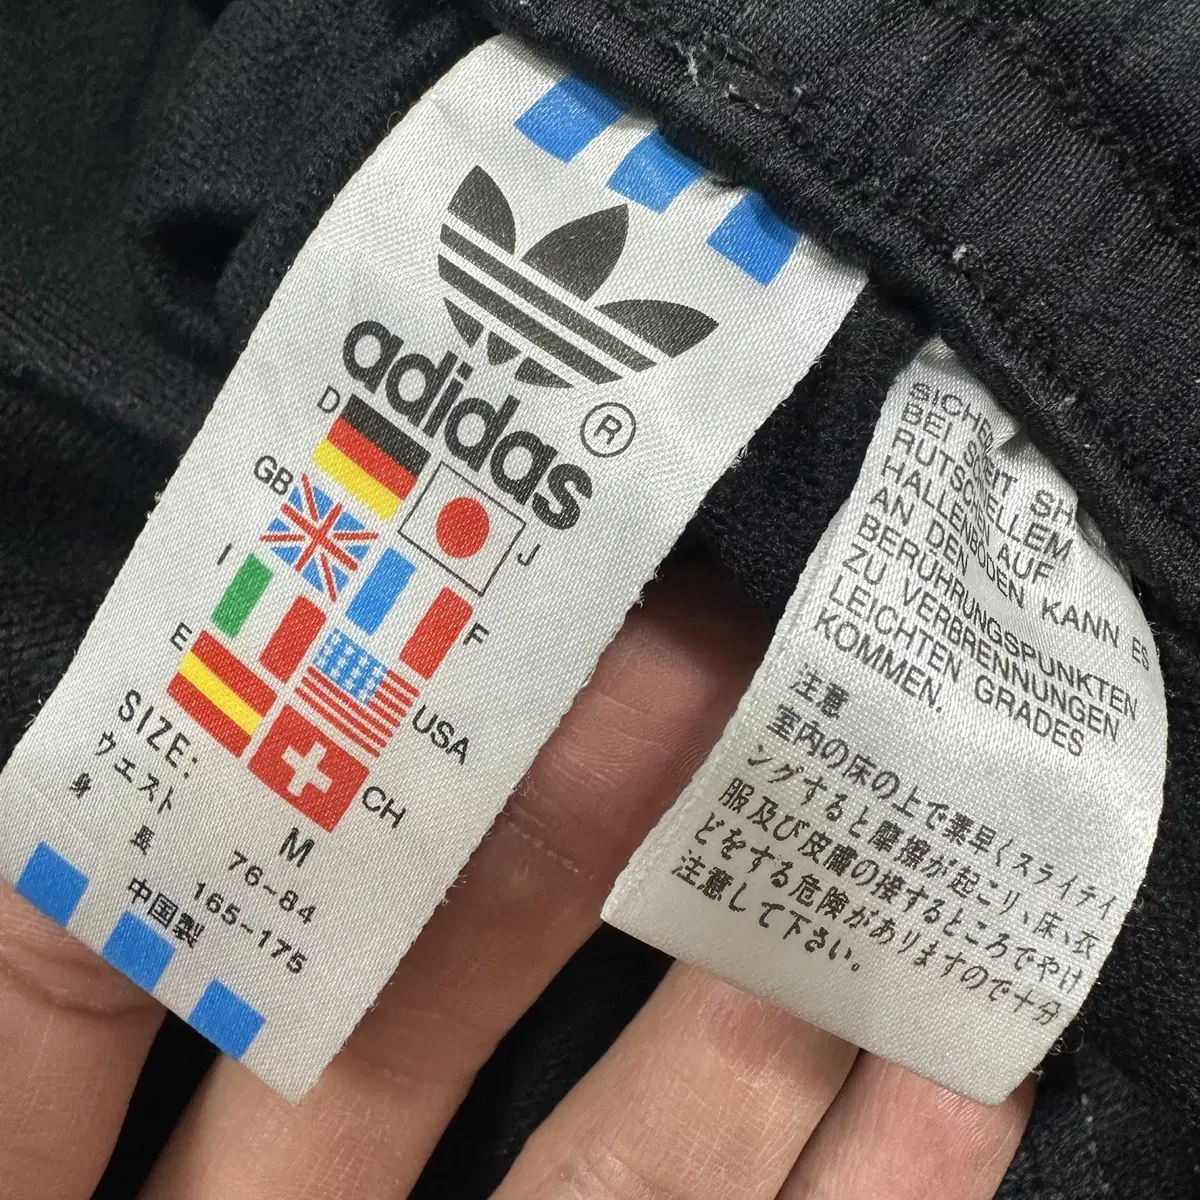 adidas
®
D
GB
J
I
F
E
USA
CH
SIZE: M
ウエスト 76-84
身長 165~175
中国製
BEI
RUTSCHELLEM
HALLENBODEN KANN ES
AN DEN
BERÜHRUNGSPUNKTEN
ZU VERBRENNUNGEN
LEICHTEN GRADES
KOMMEN.
注意
室内の床の上で素早くスライディ
ングすると摩擦が起こり、床、衣
服及び皮膚の接するところでやけ
どをする危険がありますので十分
注意して下さい。